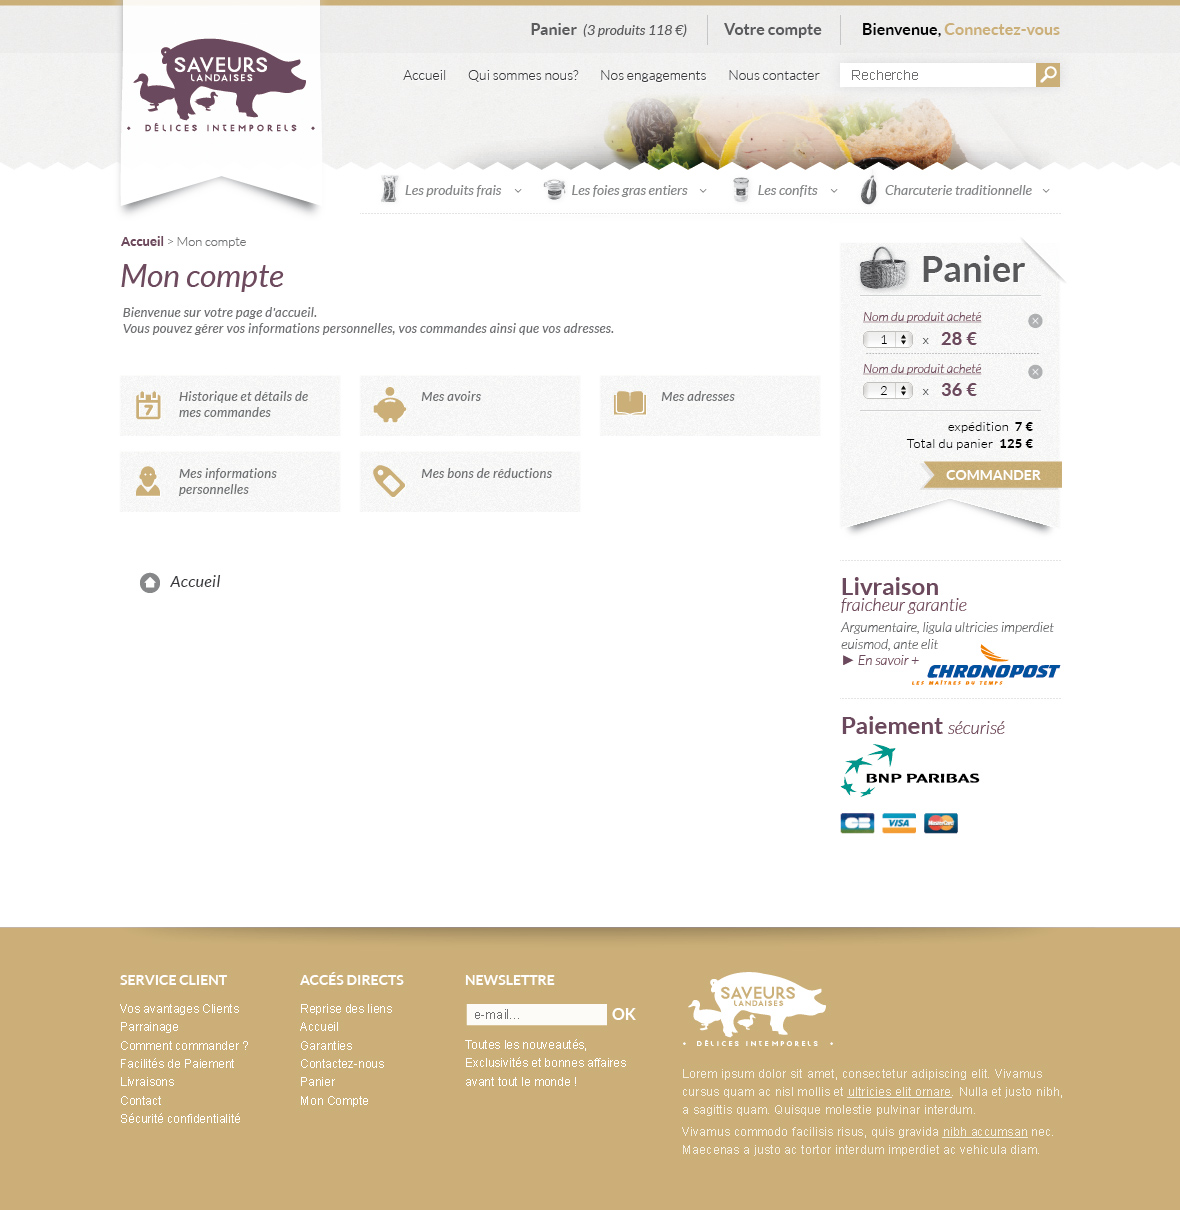 Panier (3 produits 118 €)
Votre compte
Bienvenue, Connectez-vous
SAVEURS
LANDAISES
• DÉLICES INTEMPORELS •
Accueil
Qui sommes nous?
Nos engagements
Nous contacter
Recherche
Les produits frais
Les foies gras entiers
Les confits
Charcuterie traditionnelle
Accueil > Mon compte
Mon compte
Bienvenue sur votre page d'accueil.
Vous pouvez gérer vos informations personnelles, vos commandes ainsi que vos adresses.
7
Historique et détails de
mes commandes
Mes avoirs
Mes adresses
Mes informations
personnelles
Mes bons de réductions
Accueil
Panier
Nom du produit acheté
1 x 28 €
Nom du produit acheté
2 x 36 €
expédition 7 €
Total du panier 125 €
COMMANDER
Livraison
fraicheur garantie
Argumentaire, ligula ultricies imperdiet
euismod, ante elit
► En savoir +
CHRONOPOST
LES MAÎTRES DU TEMPS
Paiement sécurisé
BNP PARIBAS
CB
VISA
MasterCard
SERVICE CLIENT
Vos avantages Clients
Parrainage
Comment commander ?
Facilités de Paiement
Livraisons
Contact
Sécurité confidentialité
ACCÉS DIRECTS
Reprise des liens
Accueil
Garanties
Contactez-nous
Panier
Mon Compte
NEWSLETTRE
e-mail...
OK
Toutes les nouveautés,
Exclusivités et bonnes affaires
avant tout le monde !
SAVEURS
LANDAISES
• DÉLICES INTEMPORELS •
Lorem ipsum dolor sit amet, consectetur adipiscing elit. Vivamus
cursus quam ac nisl mollis et ultricies elit ornare. Nulla et justo nibh,
a sagittis quam. Quisque molestie pulvinar interdum.
Vivamus commodo facilisis risus, quis gravida nibh accumsan nec.
Maecenas a justo ac tortor interdum imperdiet ac vehicula diam.